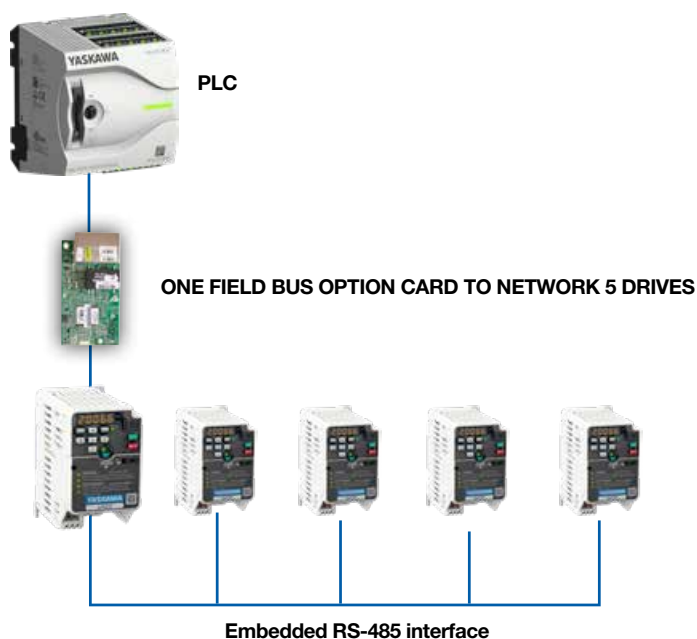 YASKAWA
PLC
ONE FIELD BUS OPTION CARD TO NETWORK 5 DRIVES
YASKAWA
Embedded RS-485 interface